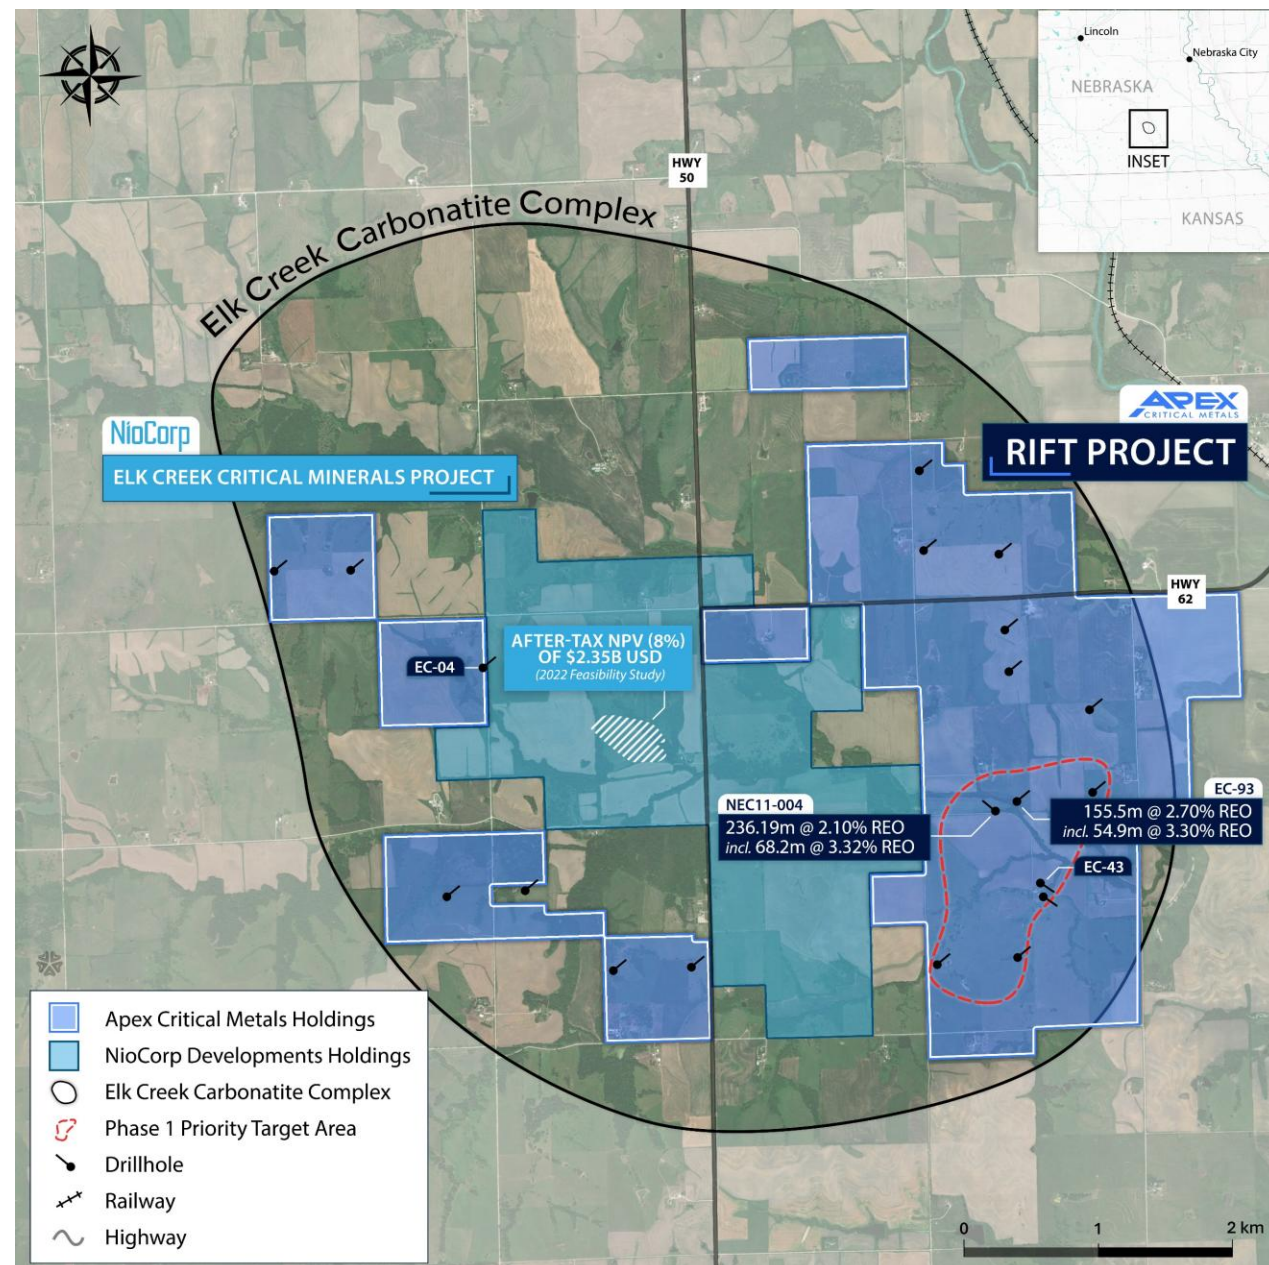 Lincoln
Nebraska City
NEBRASKA
INSET
KANSAS
HWY
50
Elk Creek Carbonatite Complex
APEX
CRITICAL METALS
RIFT PROJECT
NioCorp
ELK CREEK CRITICAL MINERALS PROJECT
HWY
62
AFTER-TAX NPV (8%)
OF $2.35B USD
(2022 Feasibility Study)
EC-04
NEC11-004
236.19m @ 2.10% REO
incl. 68.2m @ 3.32% REO
EC-93
155.5m @ 2.70% REO
incl. 54.9m @ 3.30% REO
EC-43
Apex Critical Metals Holdings
NioCorp Developments Holdings
Elk Creek Carbonatite Complex
Phase 1 Priority Target Area
Drillhole
Railway
Highway
0 1 2 km